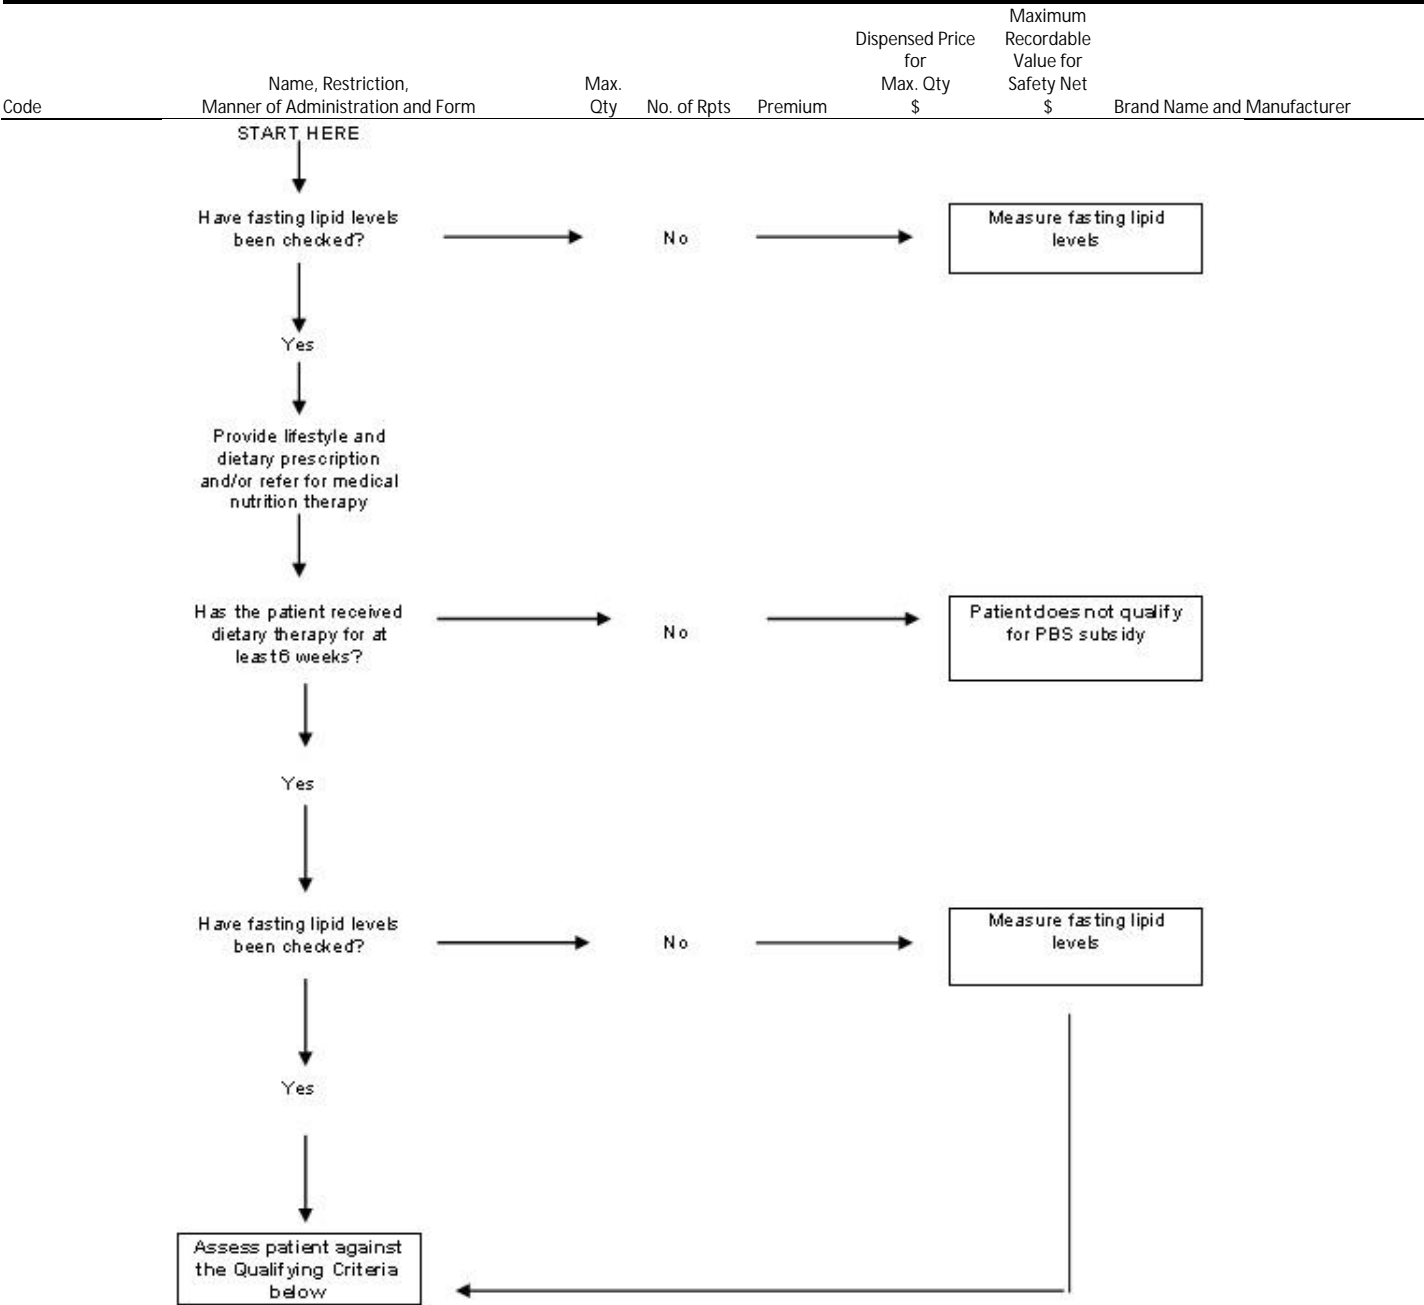 Maximum
Dispensed Price Recordable
for Value for
Name, Restriction, Max. Max. Qty Safety Net
Code Manner of Administration and Form Qty No. of Rpts Premium $ $ Brand Name and Manufacturer
START HERE
Have fasting lipid levels
been checked?
No
Measure fasting lipid
levels
Yes
Provide lifestyle and
dietary prescription
and/or refer for medical
nutrition therapy
Has the patient received
dietary therapy for at
least 6 weeks?
No
Patient does not qualify
for PBS subsidy
Yes
Have fasting lipid levels
been checked?
No
Measure fasting lipid
levels
Yes
Assess patient against
the Qualifying Criteria
below